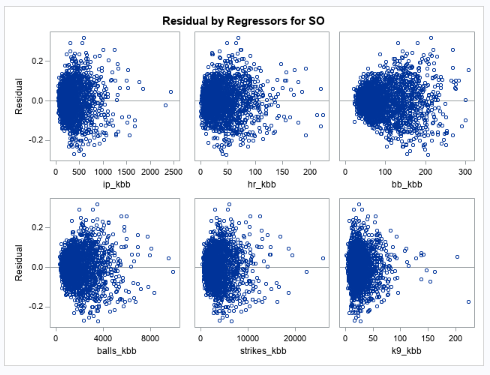 Residual by Regressors for SO
Residual
0.2
0.0
-0.2
0 500 1000 1500 2000 2500
ip_kbb
0 50 100 150 200
hr_kbb
0 100 200 300
bb_kbb
Residual
0.2
0.0
-0.2
0 4000 8000
balls_kbb
0 10000 20000
strikes_kbb
0 50 100 150 200
k9_kbb